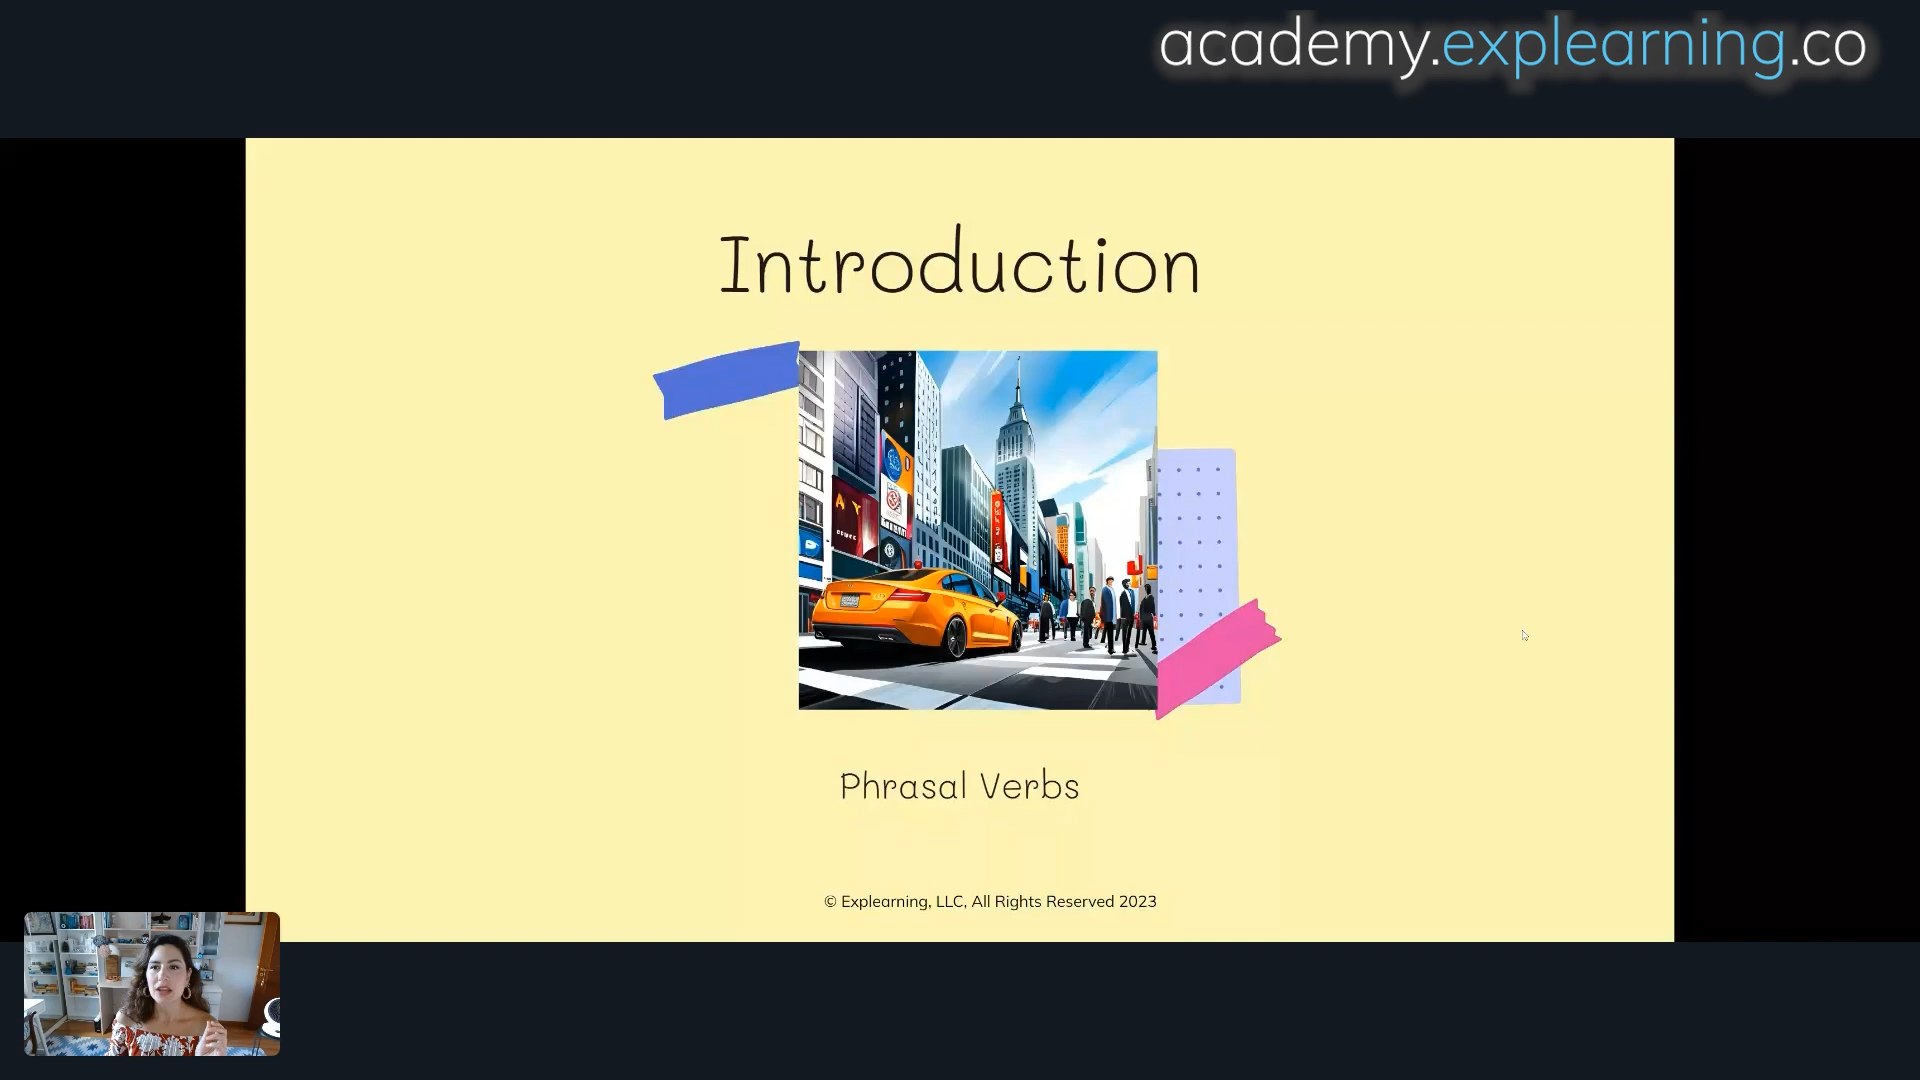 academy.explearning.co
Introduction
Phrasal Verbs
© Explearning, LLC, All Rights Reserved 2023